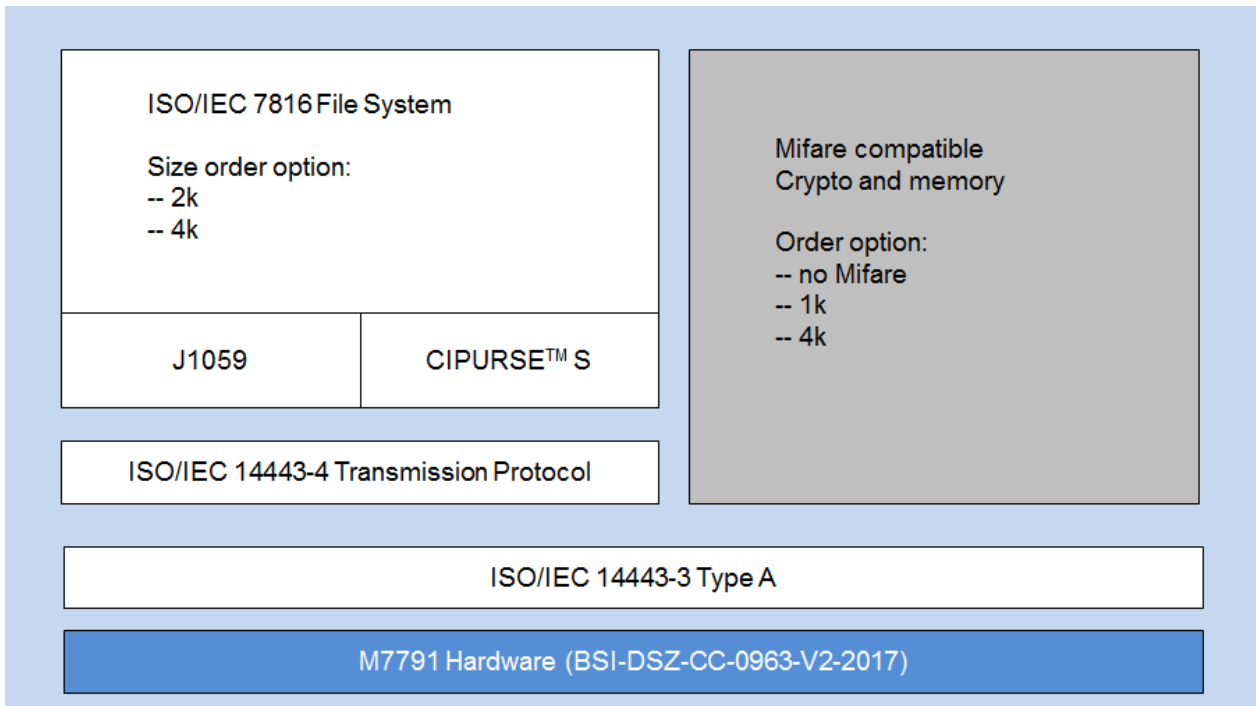 ISO/IEC 7816 File System
Size order option:
-- 2k
-- 4k
J1059
CIPURSE™ S
ISO/IEC 14443-4 Transmission Protocol
Mifare compatible
Crypto and memory
Order option:
-- no Mifare
-- 1k
-- 4k
ISO/IEC 14443-3 Type A
M7791 Hardware (BSI-DSZ-CC-0963-V2-2017)